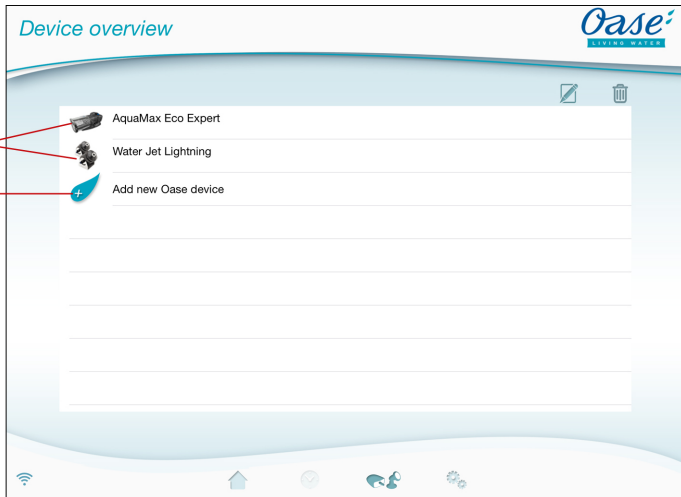 Device overview
Oase
LIVING WATER
AquaMax Eco Expert
Water Jet Lightning
Add new Oase device